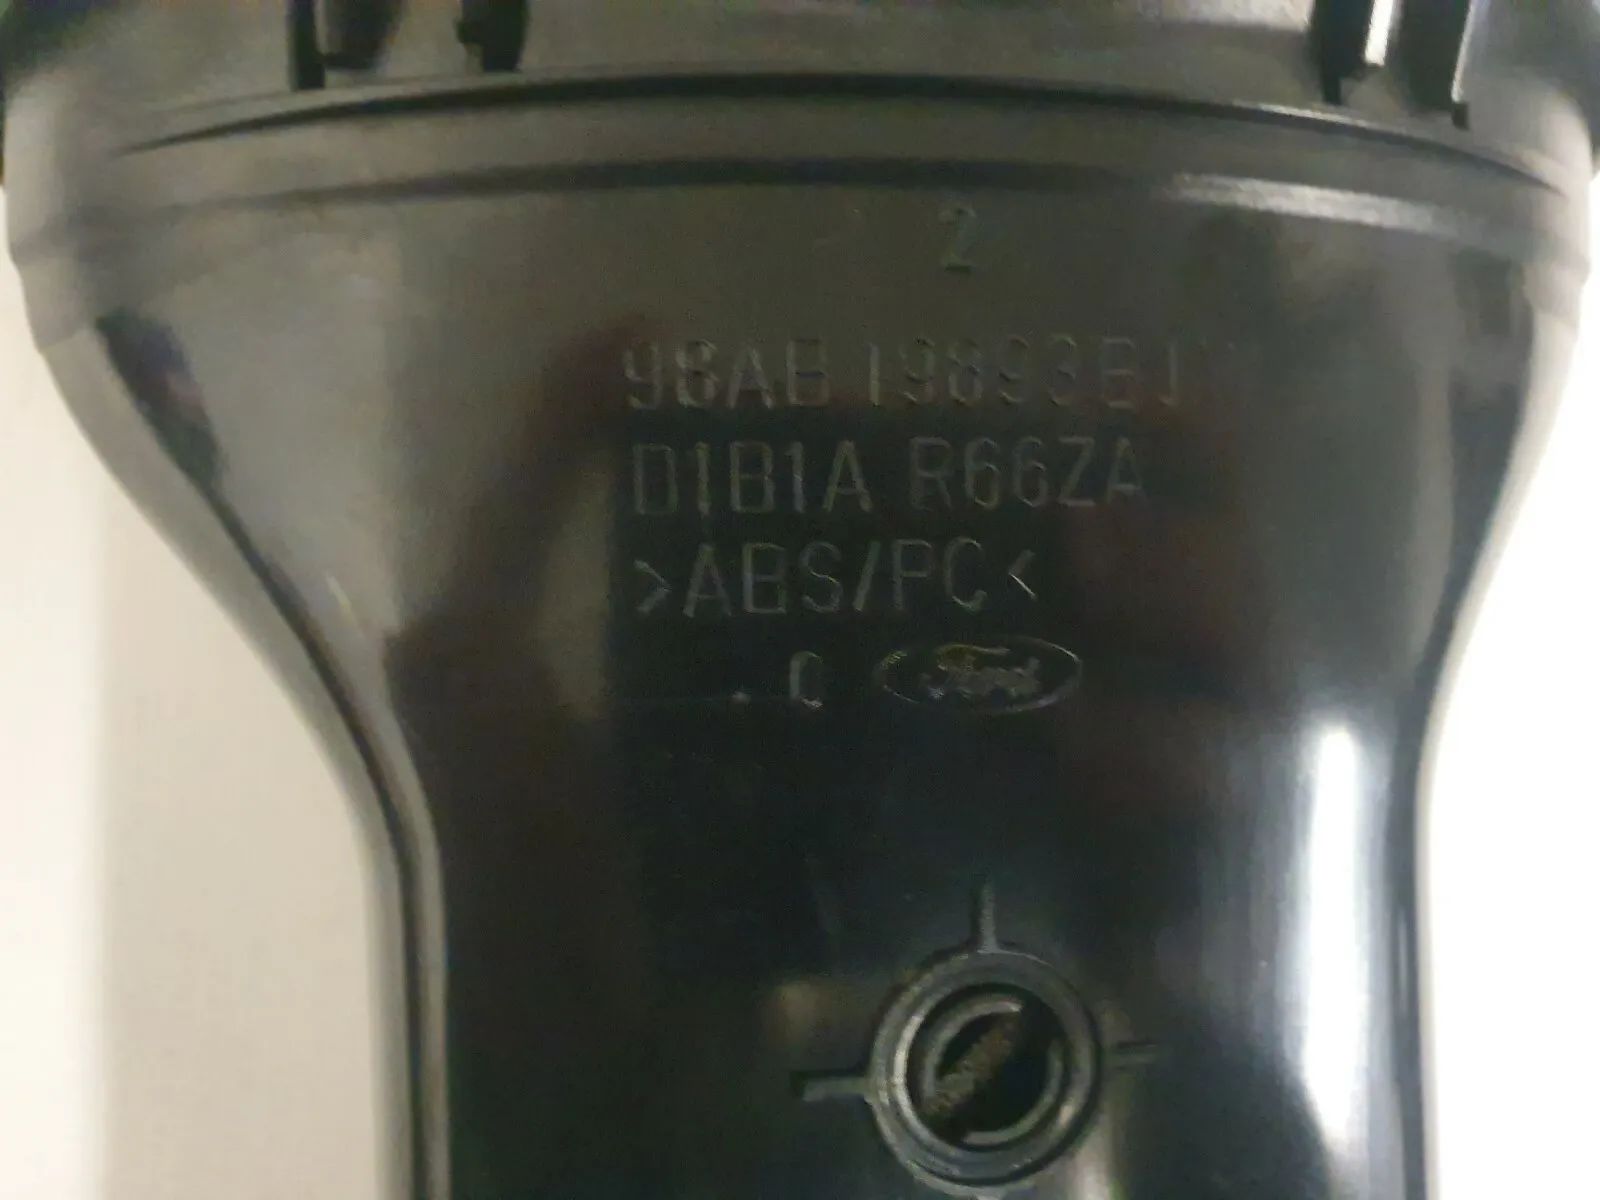 2
98AB 19893BJ
D1B1A R66ZA
>ABS/PC<
. C Ford